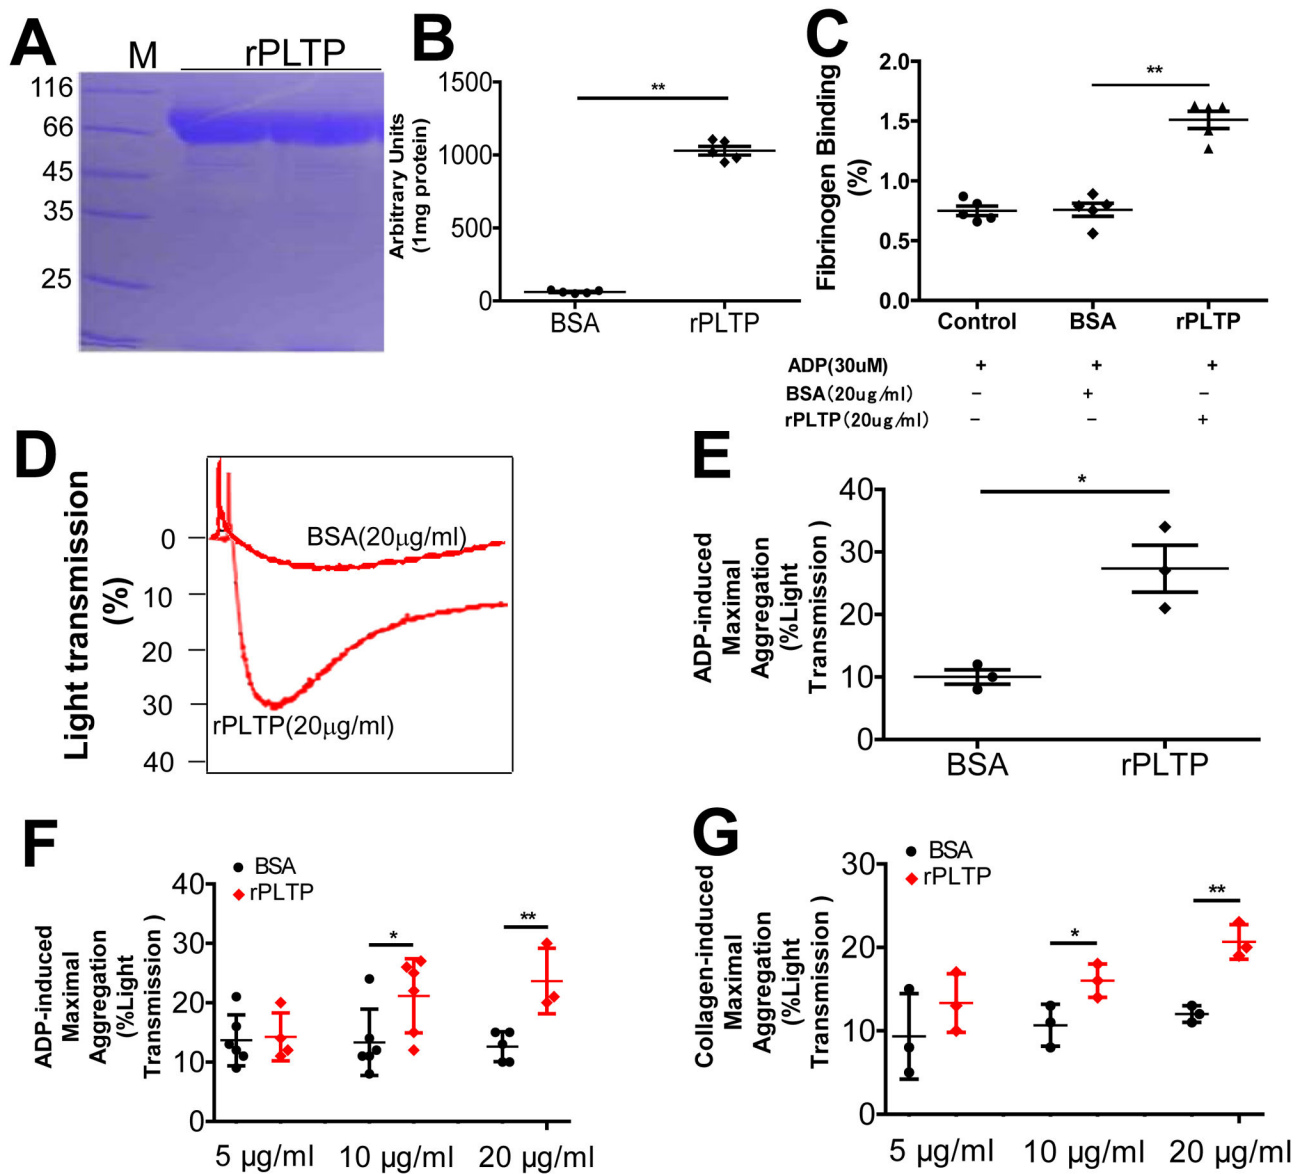 A
M
rPLTP
116
66
45
35
25
B
Arbitrary Units
(1mg protein)
1500
1000
500
0
**
BSA
rPLTP
C
Fibrinogen Binding
(%)
2.0
1.5
1.0
0.5
0.0
**
Control
BSA
rPLTP
ADP(30uM) + + +
BSA(20ug/ml) − + −
rPLTP(20ug/ml) − − +
D
Light transmission
(%)
0
10
20
30
40
BSA(20μg/ml)
rPLTP(20μg/ml)
E
ADP-induced
Maximal
Aggregation
(%Light
Transmission )
40
30
20
10
0
*
BSA
rPLTP
F
ADP-induced
Maximal
Aggregation
(%Light
Transmission )
BSA
rPLTP
40
30
20
10
0
*
**
5 μg/ml
10 μg/ml
20 μg/ml
G
Collagen-induced
Maximal
Aggregation
(%Light
Transmission )
BSA
rPLTP
30
20
10
0
*
**
5 μg/ml
10 μg/ml
20 μg/ml